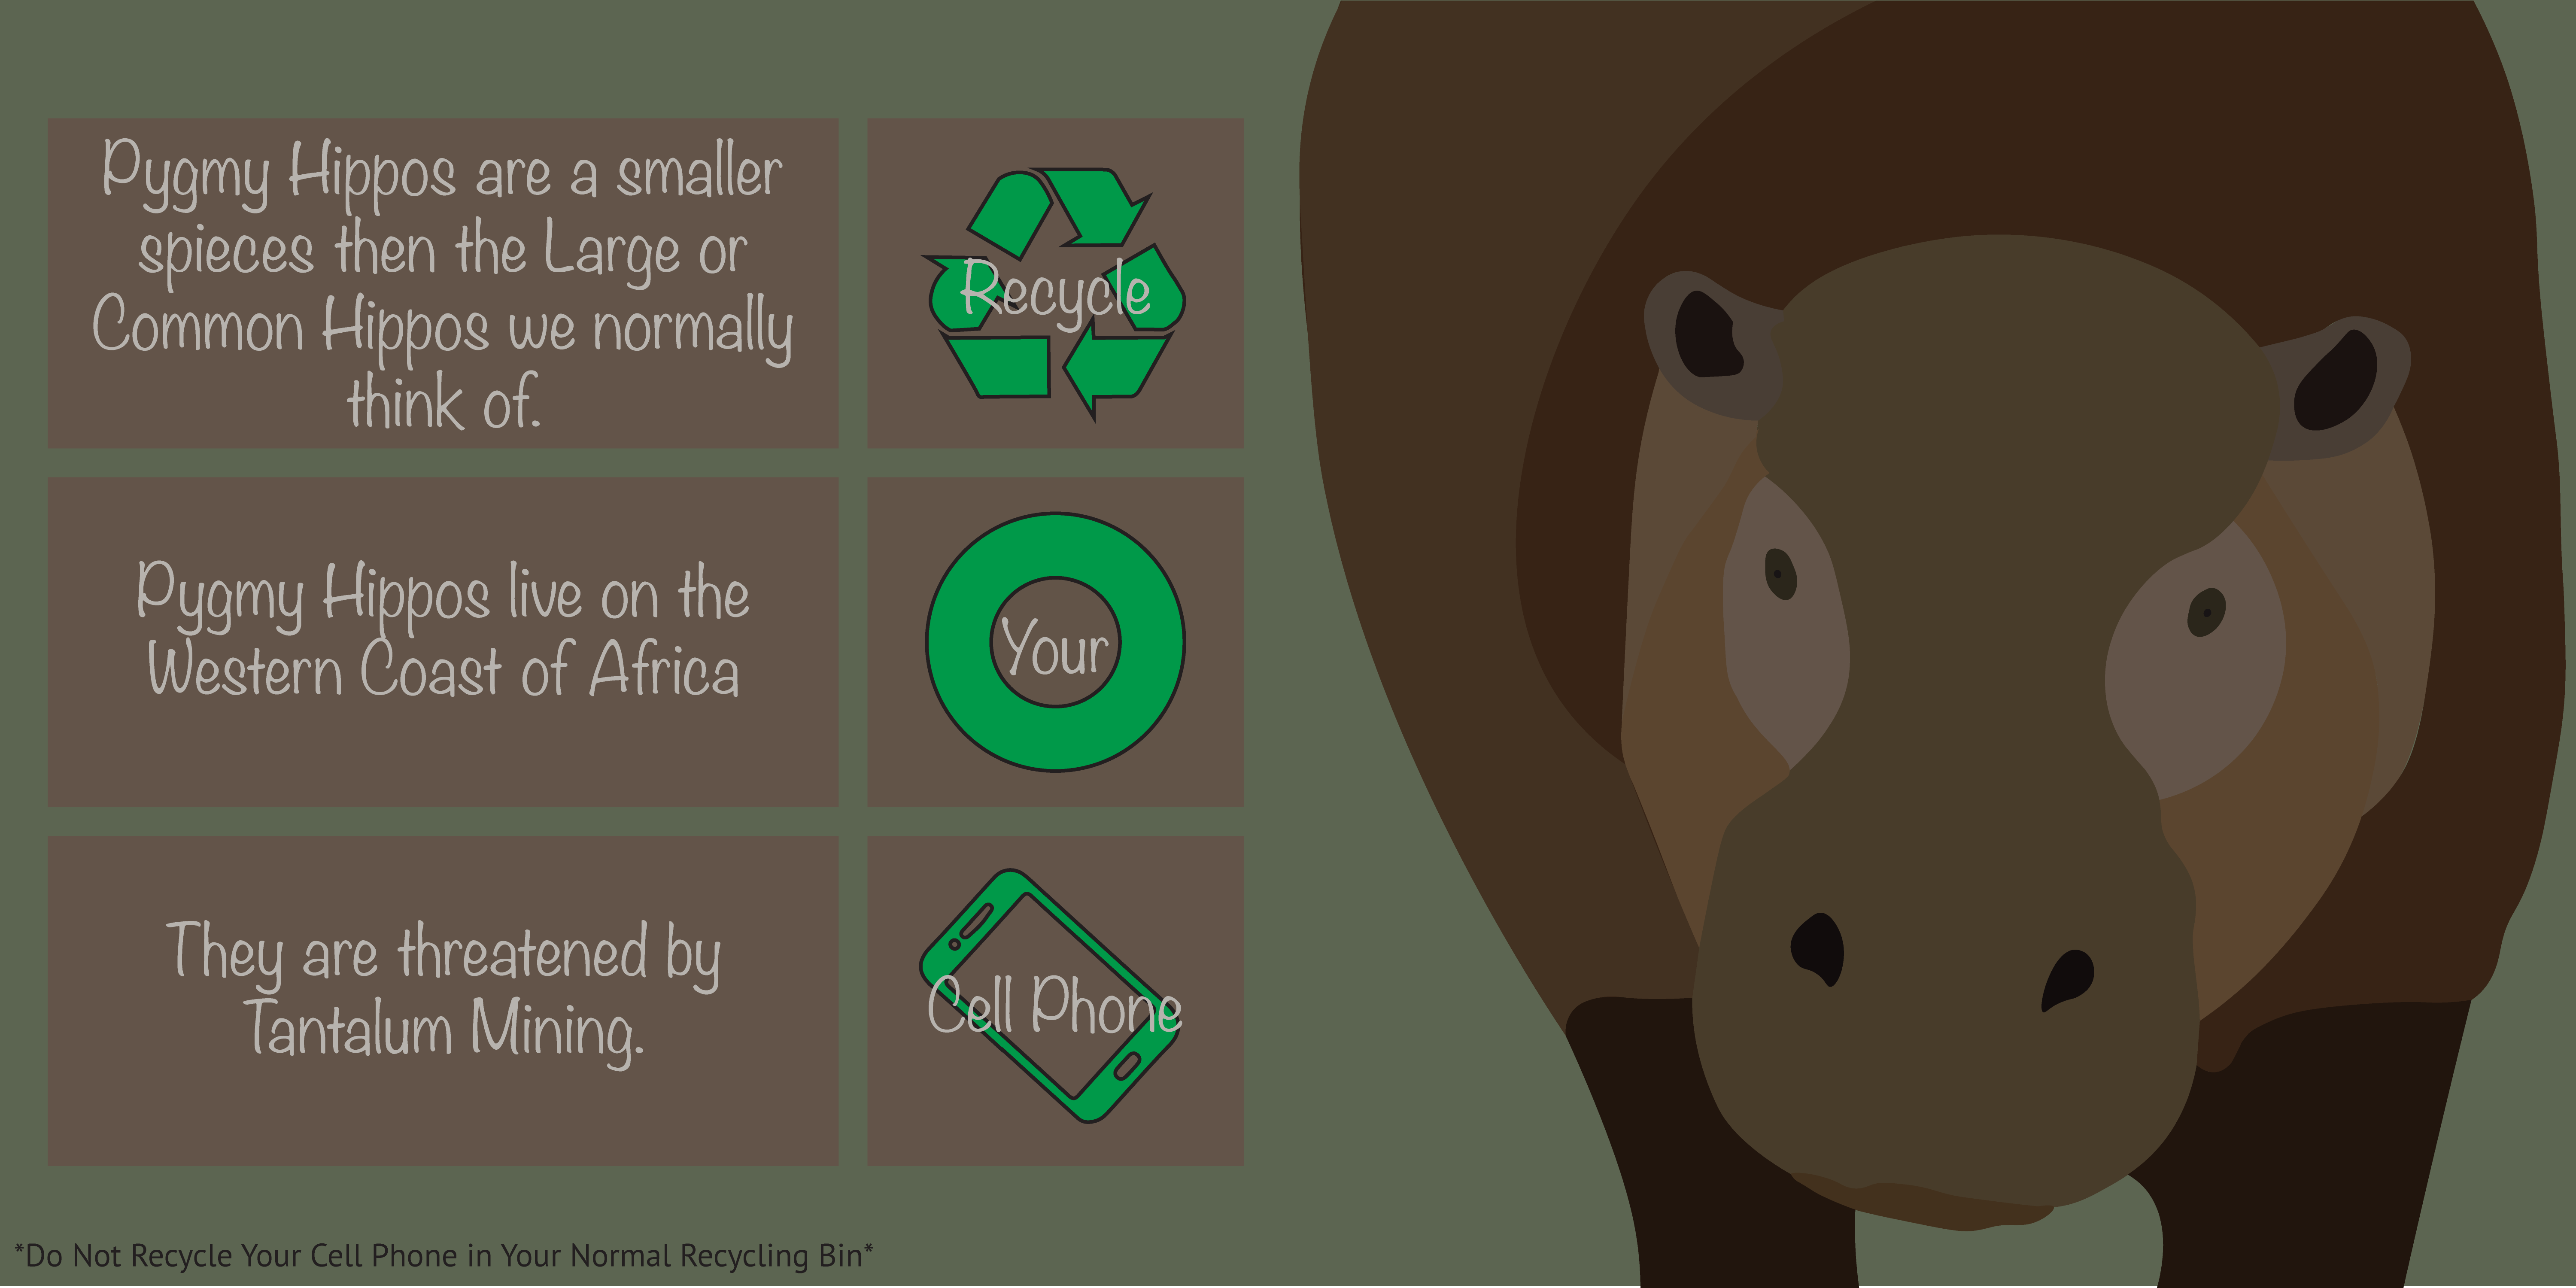 Pygmy Hippos are a smaller
spieces then the Large or
Common Hippos we normally
think of.
Recycle
Pygmy Hippos live on the
Western Coast of Africa
Your
They are threatened by
Tantalum Mining.
Cell Phone
*Do Not Recycle Your Cell Phone in Your Normal Recycling Bin*